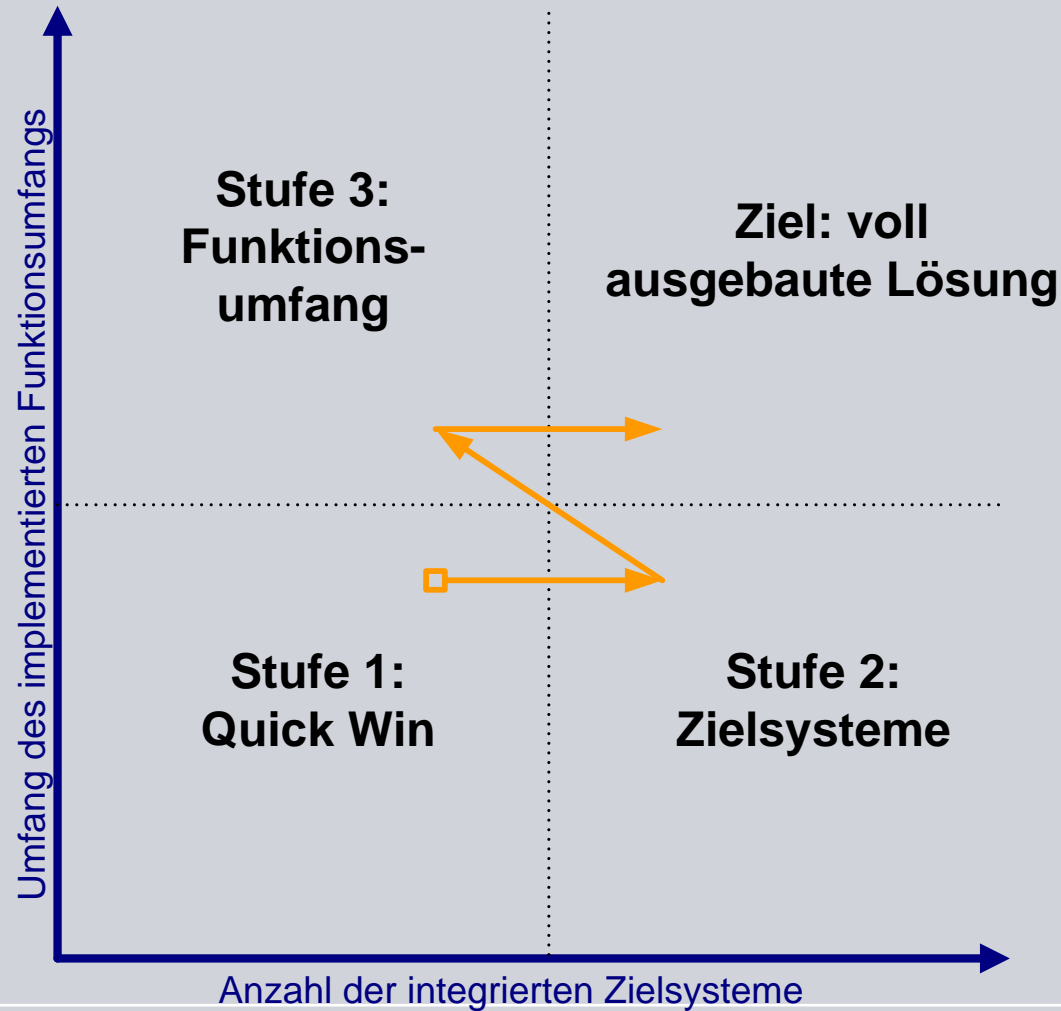 Umfang des implementierten Funktionsumfangs
Stufe 3:
Funktions-
umfang
Ziel: voll
ausgebaute Lösung
Stufe 1:
Quick Win
Stufe 2:
Zielsysteme
Anzahl der integrierten Zielsysteme